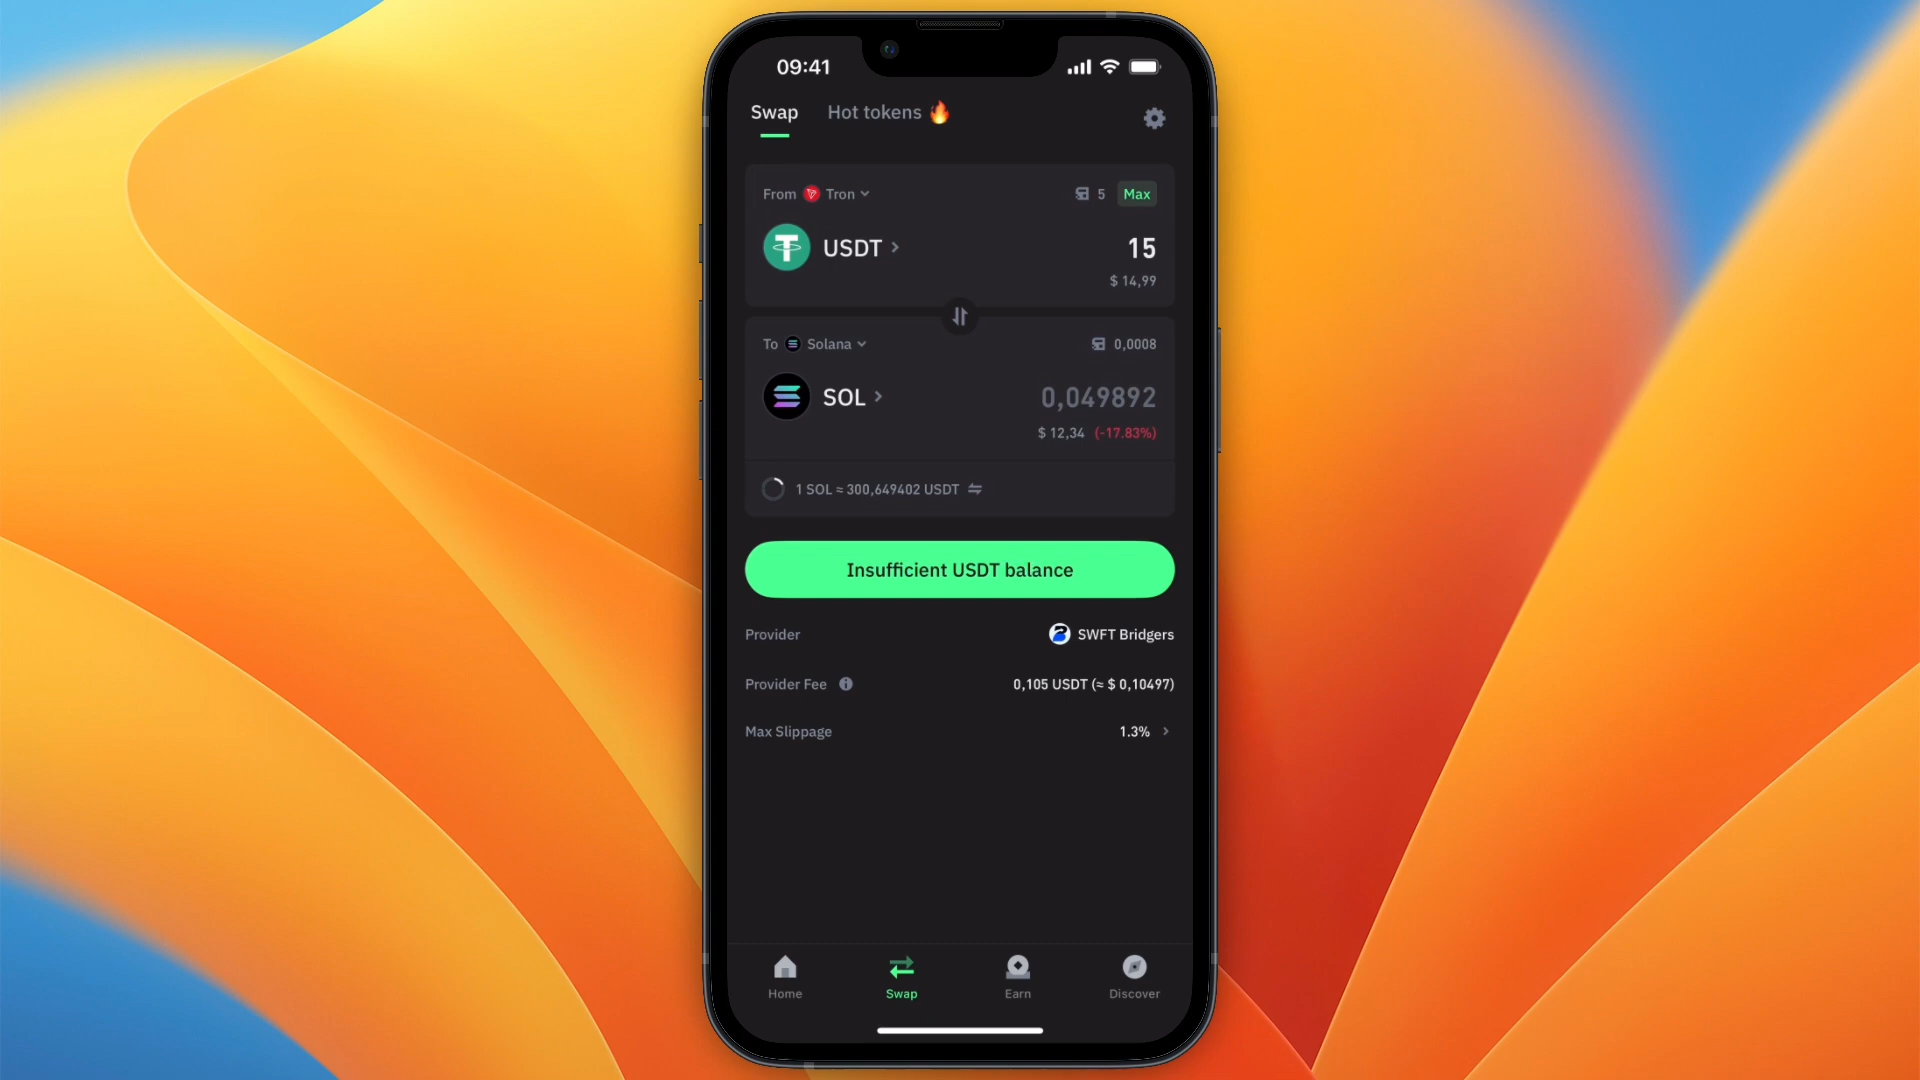 09:41
Swap Hot tokens 🔥
From Tron 5 Max
USDT 15
$ 14,99
To Solana 0,0008
SOL 0,049892
$ 12,34 (-17.83%)
1 SOL ≈ 300,649402 USDT
Insufficient USDT balance
Provider SWFT Bridgers
Provider Fee 0,105 USDT (≈ $ 0,10497)
Max Slippage 1.3%
Home Swap Earn Discover